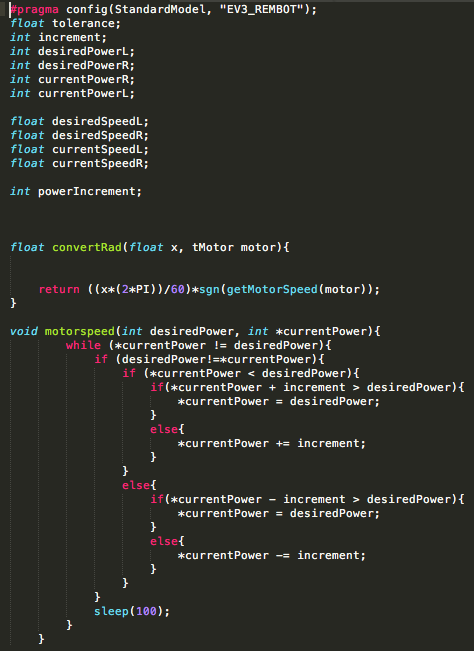 #pragma config(StandardModel, "EV3_REMBOT");
float tolerance;
int increment;
int desiredPowerL;
int desiredPowerR;
int currentPowerR;
int currentPowerL;

float desiredSpeedL;
float desiredSpeedR;
float currentSpeedL;
float currentSpeedR;

int powerIncrement;

float convertRad(float x, tMotor motor){

    return ((x*(2*PI))/60)*sgn(getMotorSpeed(motor));
}

void motorspeed(int desiredPower, int *currentPower){
        while (*currentPower != desiredPower){
            if (desiredPower!=*currentPower){
                if (*currentPower < desiredPower){
                    if(*currentPower + increment > desiredPower){
                        *currentPower = desiredPower;
                    }
                    else{
                        *currentPower += increment;
                    }
                }
                else{
                    if(*currentPower - increment > desiredPower){
                        *currentPower = desiredPower;
                    }
                    else{
                        *currentPower -= increment;
                    }
                }
            }
            sleep(100);
        }
    }